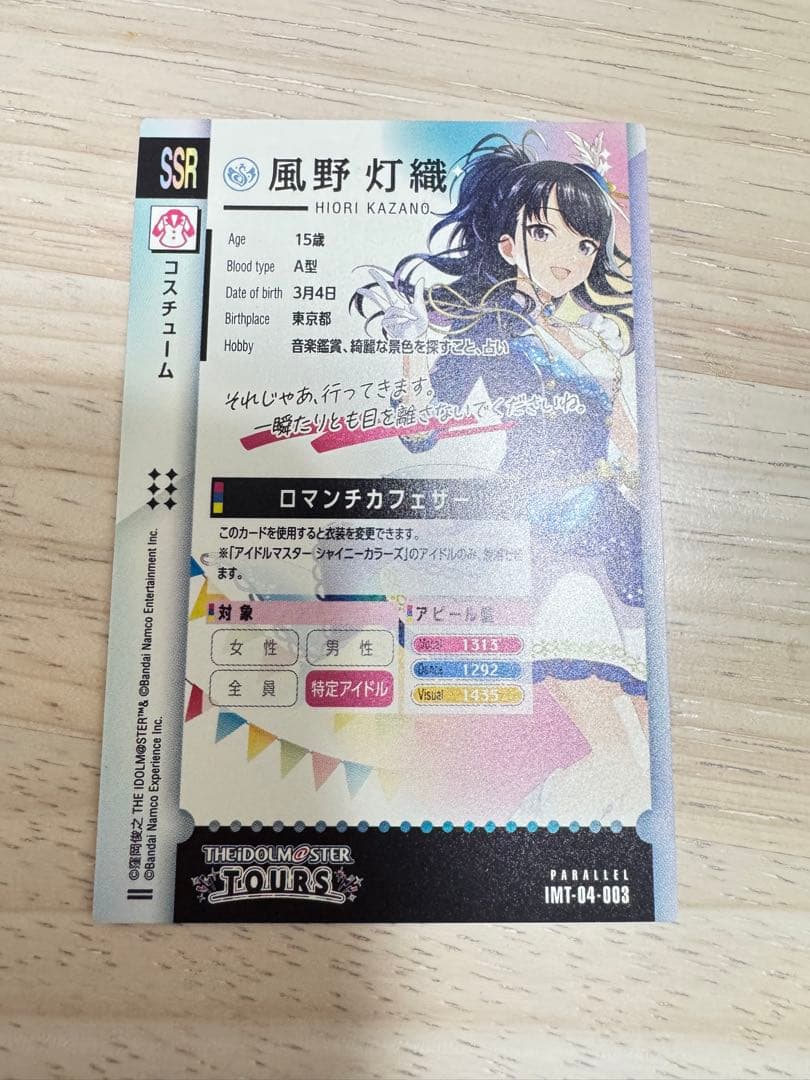 SSR
コスチューム
風野 灯織
HIORI KAZANO
Age 15歳
Blood type A型
Date of birth 3月4日
Birthplace 東京都
Hobby 音楽鑑賞、綺麗な景色を探すこと、占い
それじゃあ、行ってきます。
一瞬たりとも目を離さないでくださいね。
ロマンチカフェザー
このカードを使用すると衣装を変更できます。
※「アイドルマスター シャイニーカラーズ」のアイドルのみ
ます。
対象
女性
男性
全員
特定アイドル
アピール値
Vocal 1313
Dance 1292
Visual 1435
©窪岡俊之 THE IDOLM@STER™& ©Bandai Namco Entertainment Inc.
©Bandai Namco Experience Inc.
THE iDOLM@STER
TOURS
PARALLEL
IMT-04-003